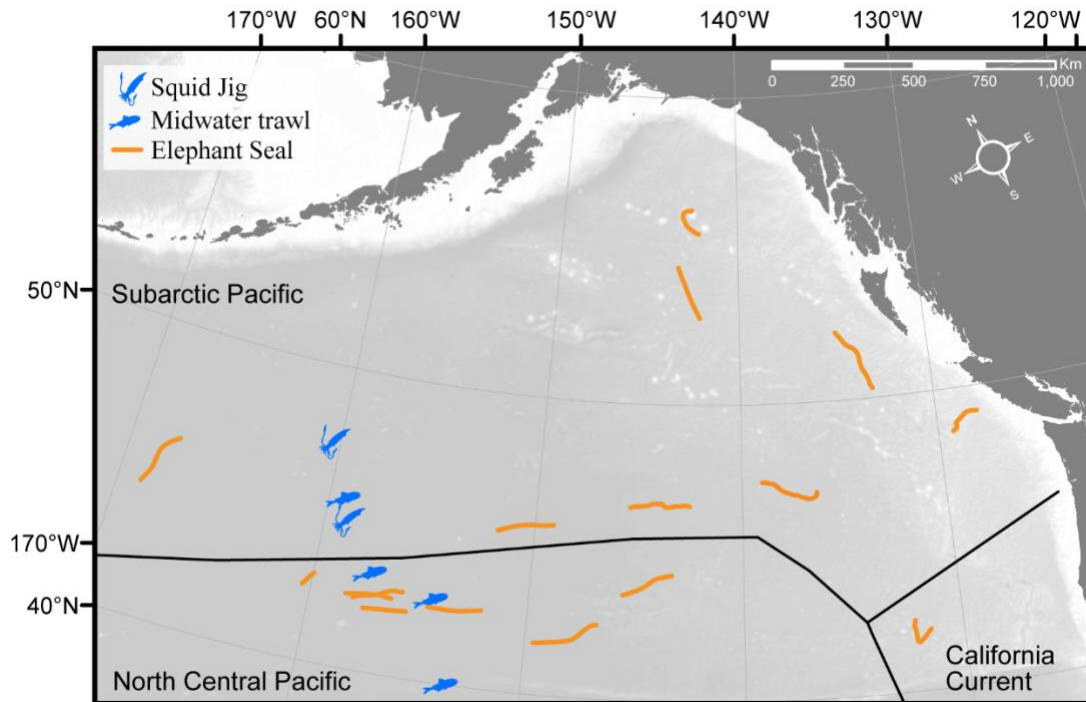 170°W 60°N 160°W 150°W 140°W 130°W 120°W
Squid Jig
Midwater trawl
Elephant Seal
Km
0 250 500 750 1,000
N
E
W
S
50°N
Subarctic Pacific
170°W
40°N
North Central Pacific
California
Current